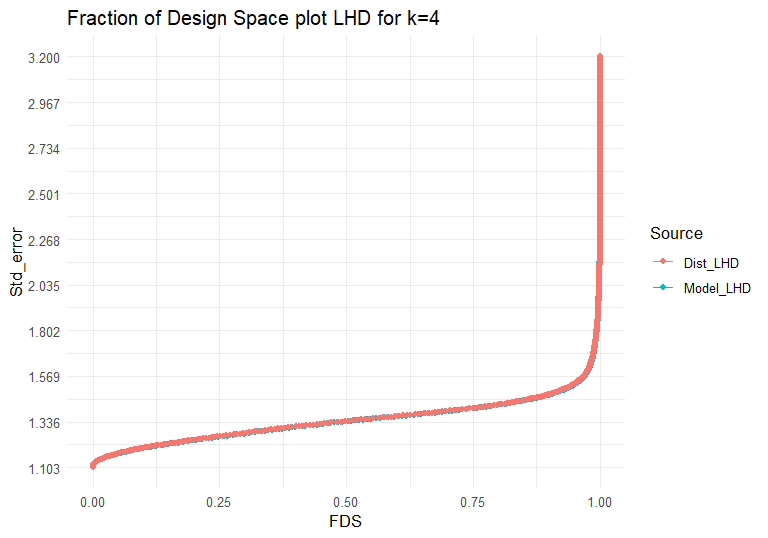 Fraction of Design Space plot LHD for k=4
3.200
2.967
2.734
2.501
2.268
2.035
1.802
1.569
1.336
1.103
Std_error
0.00 0.25 0.50 0.75 1.00
FDS
Source
Dist_LHD
Model_LHD